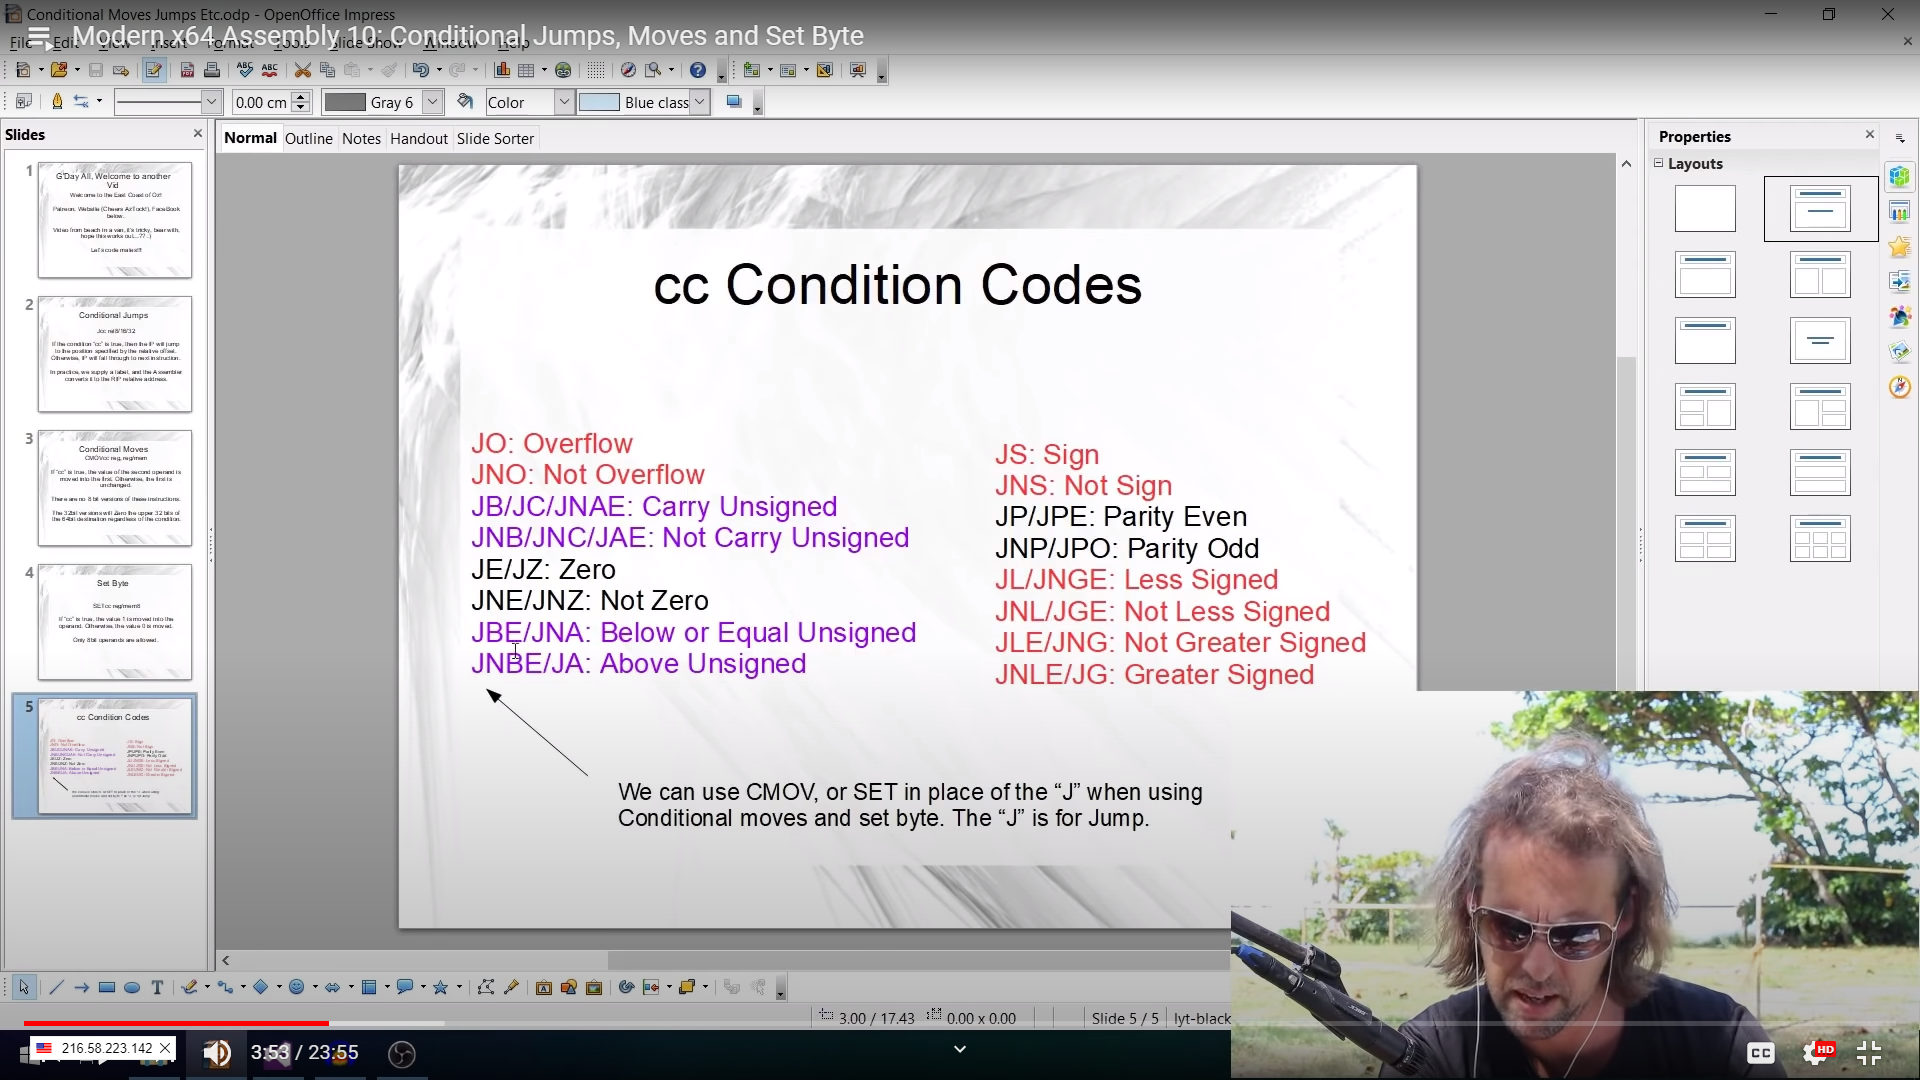 Conditional Moves Jumps Etc.odp - OpenOffice Impress
Modern x64 Assembly 10: Conditional Jumps, Moves and Set Byte
File Edit View Insert Format Tools Slide Show Window Help
0.00 cm
Gray 6
Color
Blue class
Slides
Normal Outline Notes Handout Slide Sorter
Properties
Layouts
1
G'Day All, Welcome to another
Vid
Welcome to the East Coast of Oz!!
Patreon, Website (Cheers AzTock!), FaceBook
below.
Video from beach in a van, it's tricky, bear with,
hope this works out....?? :)
Let's code mates!!!
2
Conditional Jumps
Jcc rel8/16/32
If the condition "cc" is true, then the IP will jump
to the position specified by the relative offset.
Otherwise, IP will fall through to next instruction.
In practice, we supply a label, and the Assembler
converts it to the RIP relative address.
3
Conditional Moves
CMOVcc reg, reg/mem
If "cc" is true, the value of the second operand is
moved into the first. Otherwise, the first is
unchanged.
There are no 8 bit versions of these instructions.
The 32bit versions will Zero the upper 32 bits of
the 64bit destination regardless of the condition.
4
Set Byte
SETcc reg/mem8
If "cc" is true, the value 1 is moved into the
operand. Otherwise, the value 0 is moved.
Only 8bit operands are allowed.
5
cc Condition Codes
cc Condition Codes
JO: Overflow
JNO: Not Overflow
JB/JC/JNAE: Carry Unsigned
JNB/JNC/JAE: Not Carry Unsigned
JE/JZ: Zero
JNE/JNZ: Not Zero
JBE/JNA: Below or Equal Unsigned
JNBE/JA: Above Unsigned
JS: Sign
JNS: Not Sign
JP/JPE: Parity Even
JNP/JPO: Parity Odd
JL/JNGE: Less Signed
JNL/JGE: Not Less Signed
JLE/JNG: Not Greater Signed
JNLE/JG: Greater Signed
We can use CMOV, or SET in place of the “J” when using
Conditional moves and set byte. The “J” is for Jump.
3.00 / 17.43
0.00 x 0.00
Slide 5 / 5
lyt-black
216.58.223.142
3:53 / 23:55
CC
HD